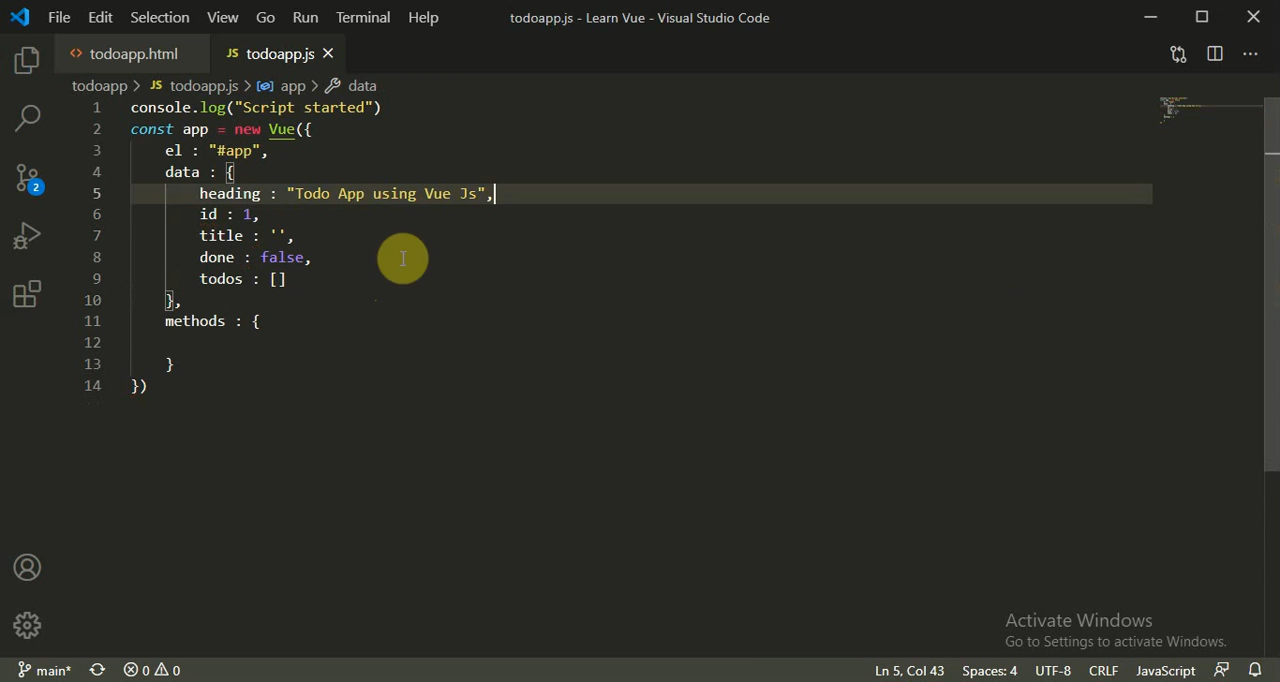 File Edit Selection View Go Run Terminal Help todoapp.js - Learn Vue - Visual Studio Code
<> todoapp.html JS todoapp.js
todoapp > JS todoapp.js > app > data
1 console.log("Script started")
2 const app = new Vue({
3 el : "#app",
4 data : {
5 heading : "Todo App using Vue Js",
6 id : 1,
7 title : '',
8 done : false,
9 todos : []
10 },
11 methods : {
12
13 }
14 })
2
Activate Windows
Go to Settings to activate Windows.
main* 0 0 Ln 5, Col 43 Spaces: 4 UTF-8 CRLF JavaScript